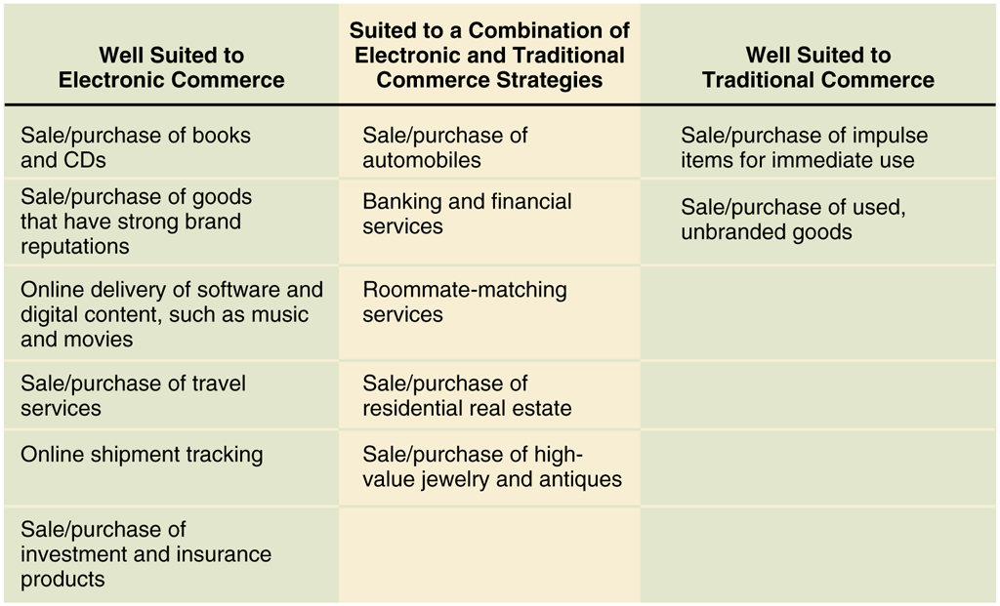 Well Suited to
Electronic Commerce
Suited to a Combination of
Electronic and Traditional
Commerce Strategies
Well Suited to
Traditional Commerce
Sale/purchase of books
and CDs
Sale/purchase of
automobiles
Sale/purchase of impulse
items for immediate use
Sale/purchase of goods
that have strong brand
reputations
Banking and financial
services
Sale/purchase of used,
unbranded goods
Online delivery of software and
digital content, such as music
and movies
Roommate-matching
services
Sale/purchase of travel
services
Sale/purchase of
residential real estate
Online shipment tracking
Sale/purchase of high-
value jewelry and antiques
Sale/purchase of
investment and insurance
products